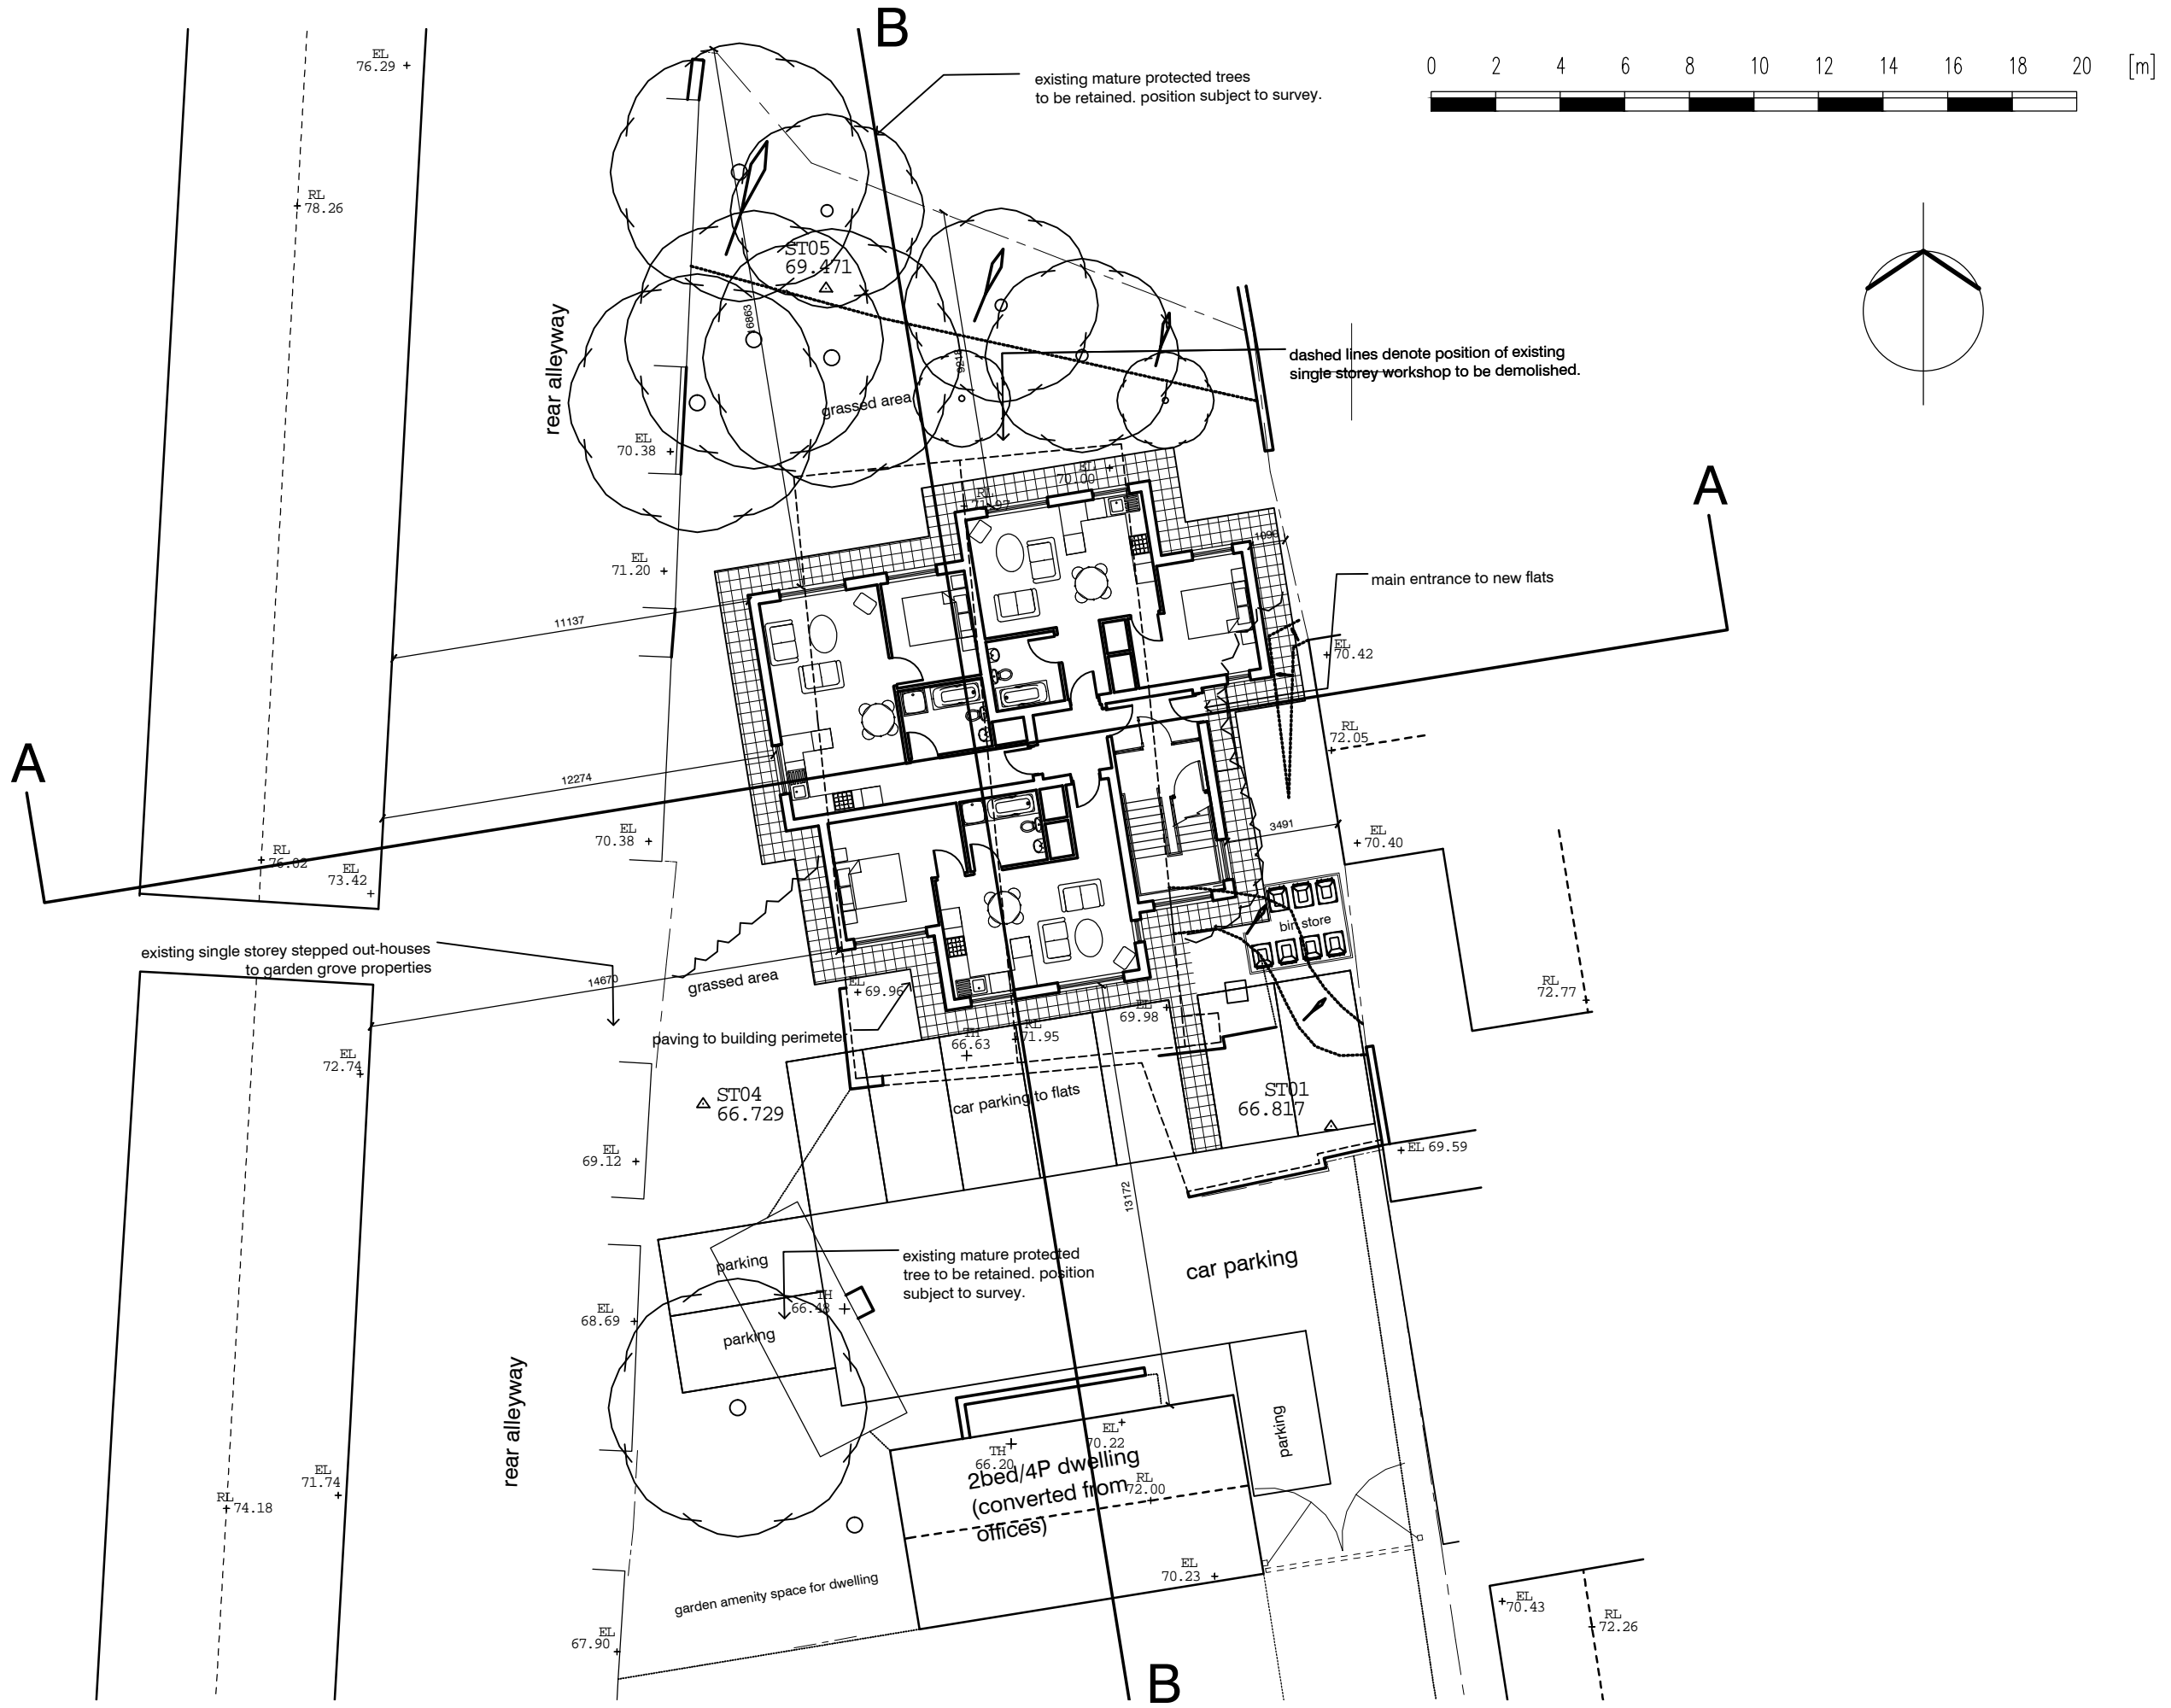 B
0 2 4 6 8 10 12 14 16 18 20 [m]
EL
76.29
existing mature protected trees
to be retained. position subject to survey.
RL
78.26
ST05
69.471
rear alleyway
16863
9218
dashed lines denote position of existing
single storey workshop to be demolished.
grassed area
EL
70.38
EL
70.00
RL
71.97
A
1098
EL
71.20
main entrance to new flats
11137
EL
70.42
RL
72.05
A
12274
EL
70.38
3491
EL
70.40
RL
76.02
EL
73.42
bin store
existing single storey stepped out-houses
to garden grove properties
14670
grassed area
EL
69.96
RL
72.77
EL
69.98
paving to building perimeter
TH
66.63
RL
71.95
EL
72.74
ST04
66.729
car parking to flats
ST01
66.817
EL
69.12
EL 69.59
13172
parking
existing mature protected
tree to be retained. position
subject to survey.
car parking
TH
66.48
EL
68.69
parking
rear alleyway
parking
EL
70.22
TH
66.20
2bed/4P dwelling
(converted from
offices)
RL
72.00
EL
71.74
RL
74.18
EL
70.23
garden amenity space for dwelling
EL
70.43
RL
72.26
EL
67.90
B